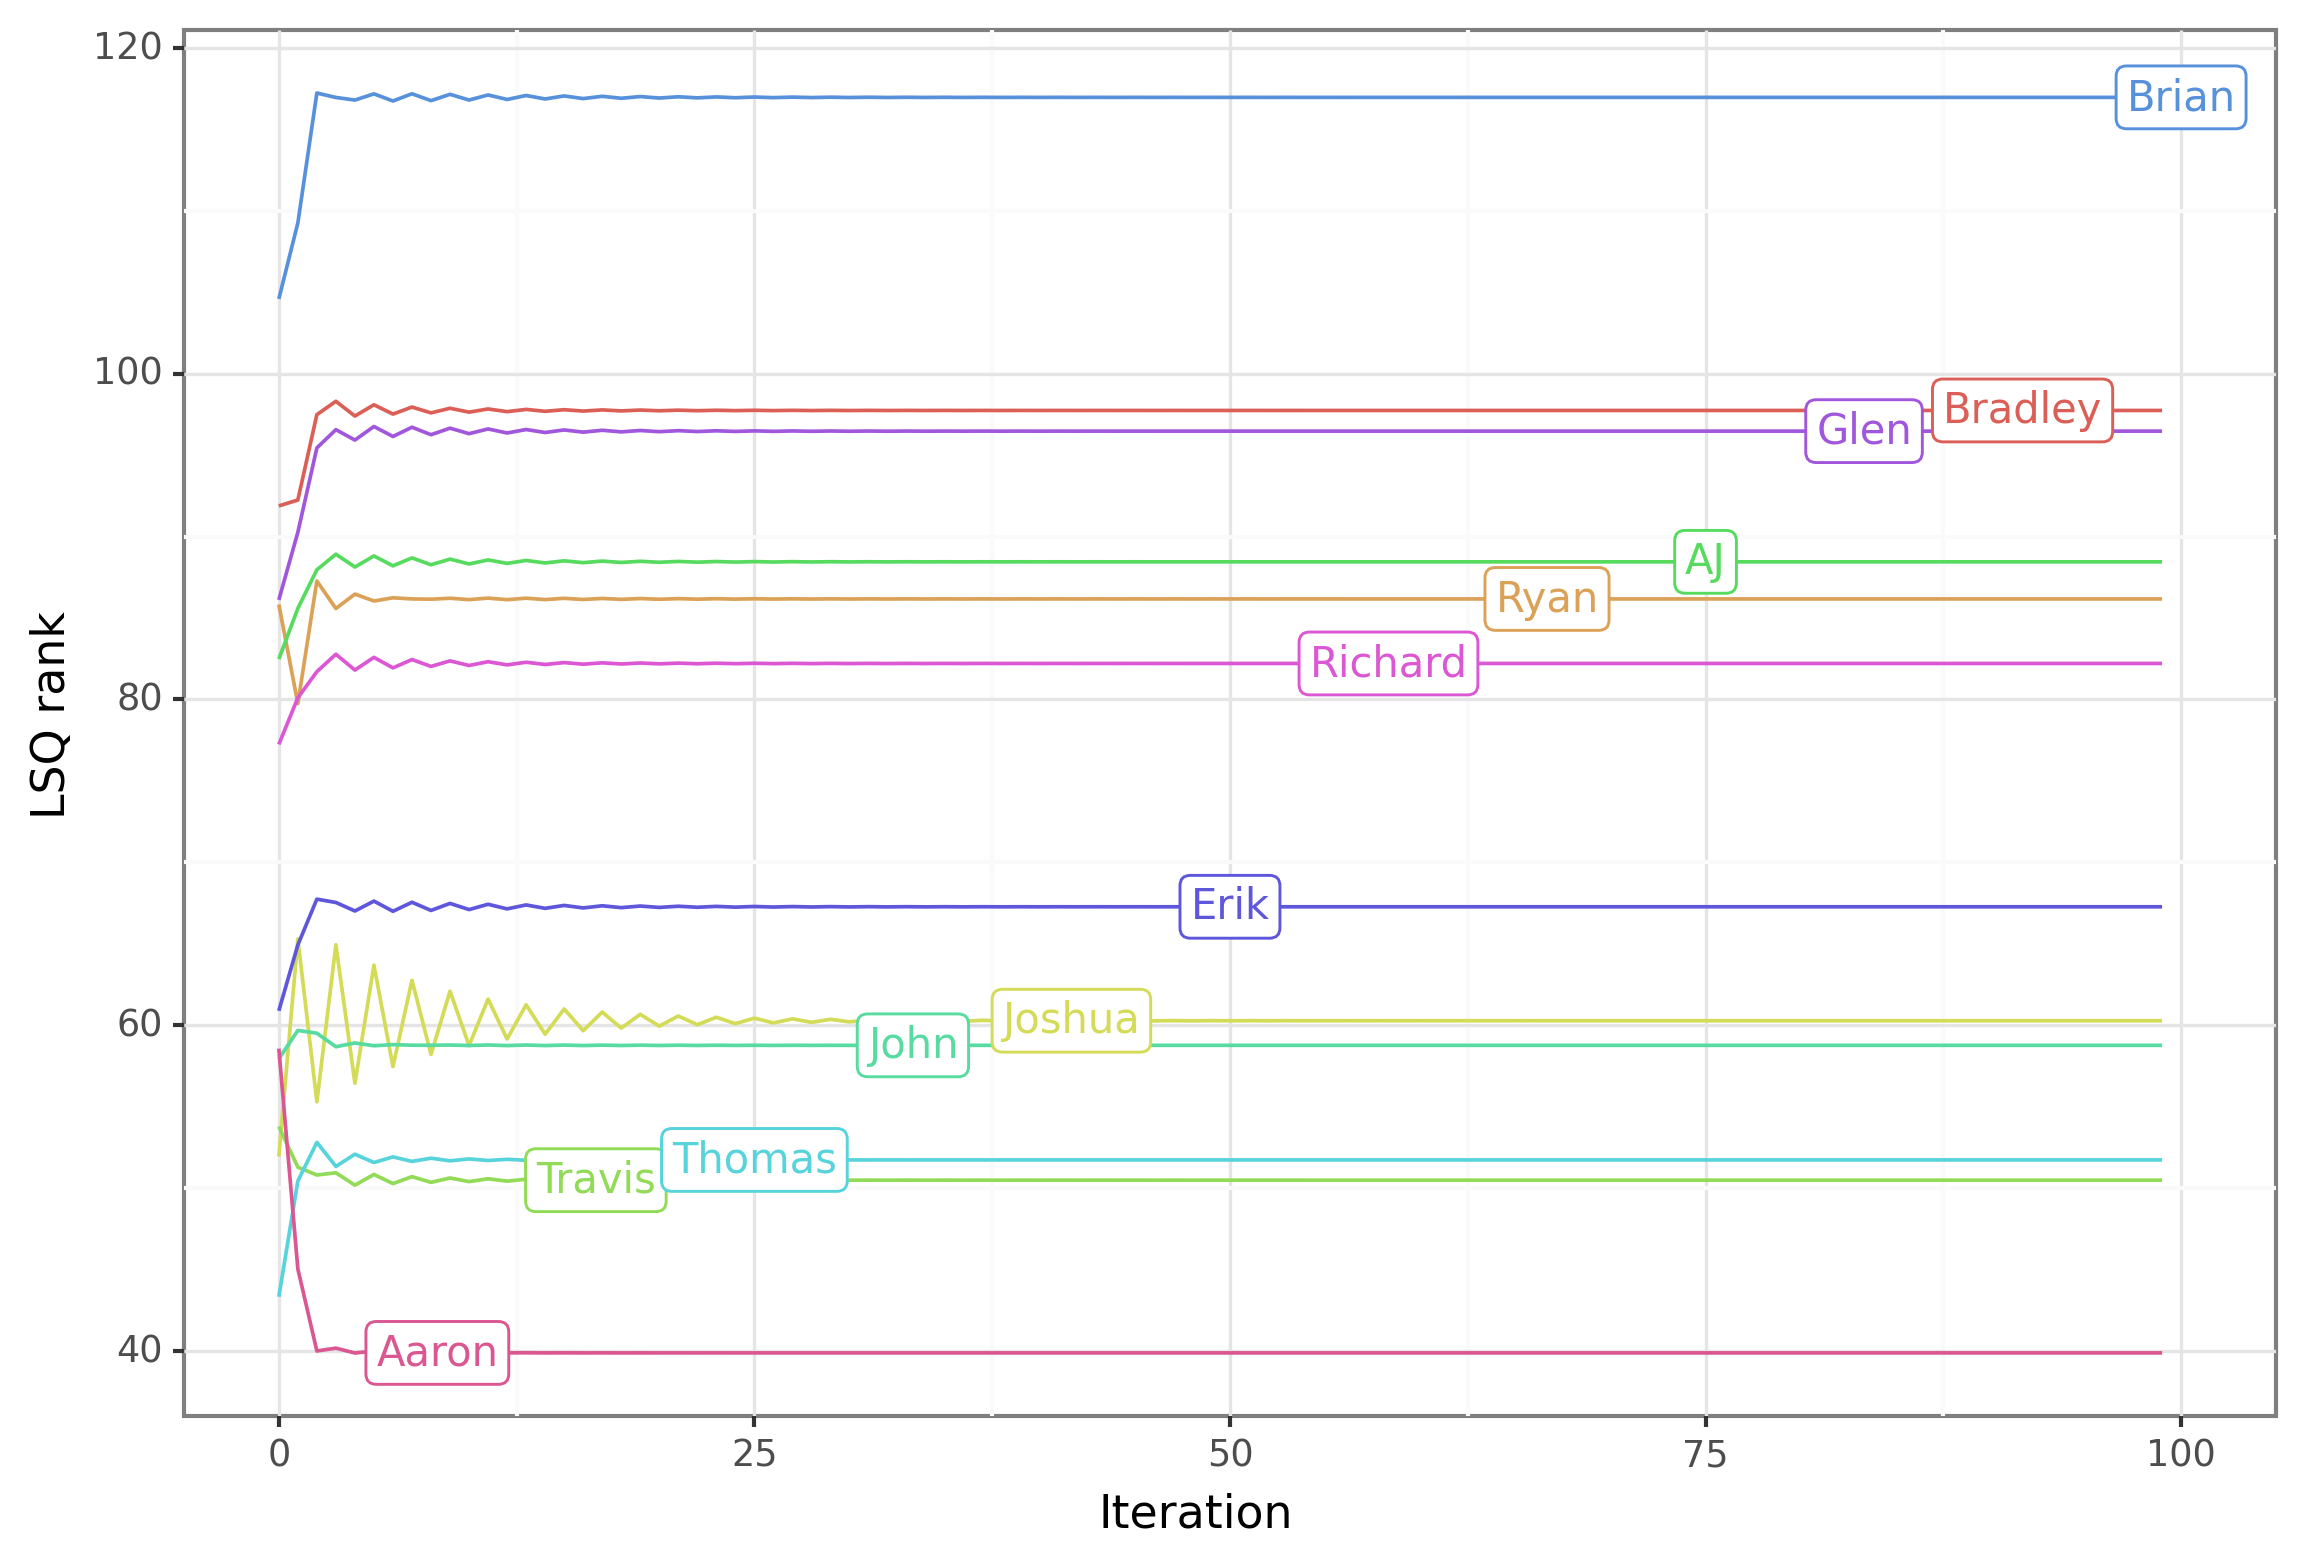 120
100
80
60
40
LSQ rank
Brian
Bradley
Glen
AJ
Ryan
Richard
Erik
Joshua
John
Thomas
Travis
Aaron
0 25 50 75 100
Iteration